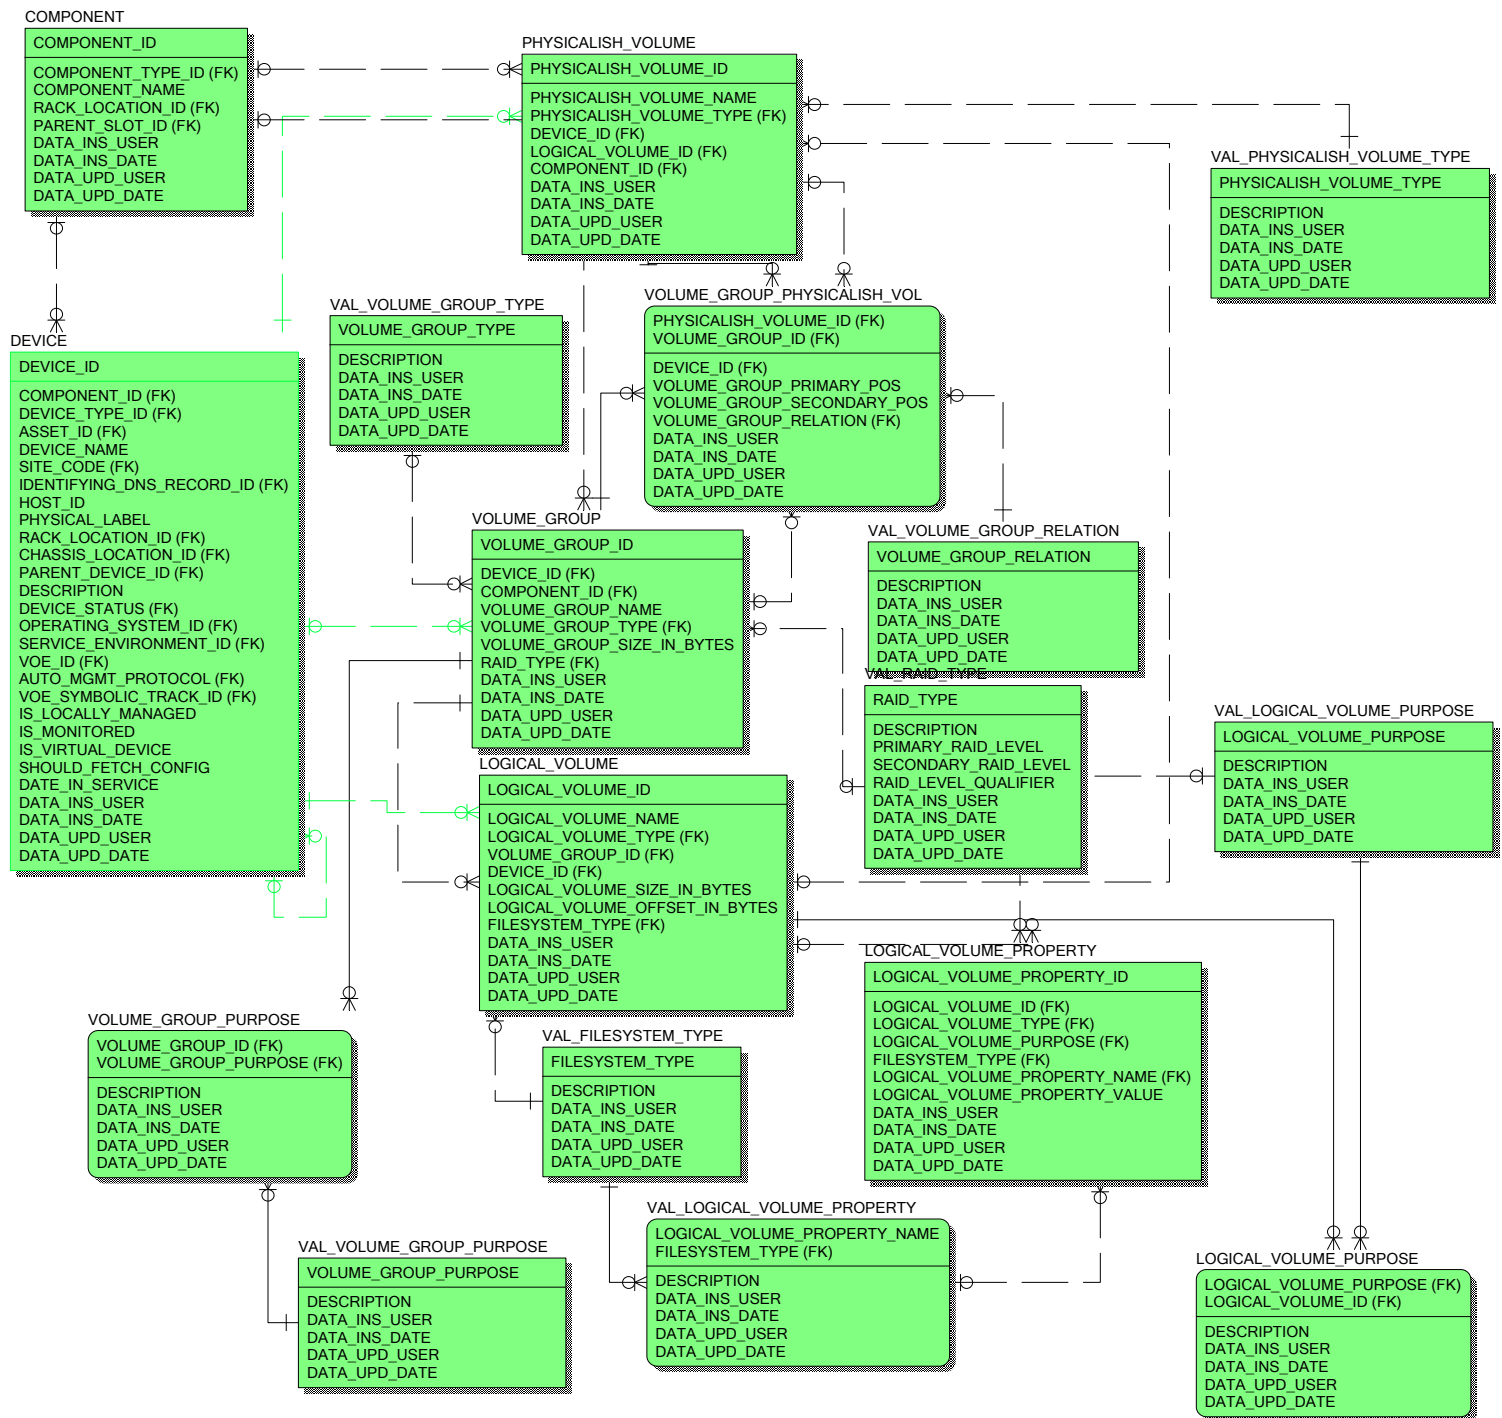 COMPONENT
COMPONENT_ID
COMPONENT_TYPE_ID (FK)
COMPONENT_NAME
RACK_LOCATION_ID (FK)
PARENT_SLOT_ID (FK)
DATA_INS_USER
DATA_INS_DATE
DATA_UPD_USER
DATA_UPD_DATE
PHYSICALISH_VOLUME
PHYSICALISH_VOLUME_ID
PHYSICALISH_VOLUME_NAME
PHYSICALISH_VOLUME_TYPE (FK)
DEVICE_ID (FK)
LOGICAL_VOLUME_ID (FK)
COMPONENT_ID (FK)
DATA_INS_USER
DATA_INS_DATE
DATA_UPD_USER
DATA_UPD_DATE
VAL_PHYSICALISH_VOLUME_TYPE
PHYSICALISH_VOLUME_TYPE
DESCRIPTION
DATA_INS_USER
DATA_INS_DATE
DATA_UPD_USER
DATA_UPD_DATE
VAL_VOLUME_GROUP_TYPE
VOLUME_GROUP_TYPE
DESCRIPTION
DATA_INS_USER
DATA_INS_DATE
DATA_UPD_USER
DATA_UPD_DATE
VOLUME_GROUP_PHYSICALISH_VOL
PHYSICALISH_VOLUME_ID (FK)
VOLUME_GROUP_ID (FK)
DEVICE_ID (FK)
VOLUME_GROUP_PRIMARY_POS
VOLUME_GROUP_SECONDARY_POS
VOLUME_GROUP_RELATION (FK)
DATA_INS_USER
DATA_INS_DATE
DATA_UPD_USER
DATA_UPD_DATE
DEVICE
DEVICE_ID
COMPONENT_ID (FK)
DEVICE_TYPE_ID (FK)
ASSET_ID (FK)
DEVICE_NAME
SITE_CODE (FK)
IDENTIFYING_DNS_RECORD_ID (FK)
HOST_ID
PHYSICAL_LABEL
RACK_LOCATION_ID (FK)
CHASSIS_LOCATION_ID (FK)
PARENT_DEVICE_ID (FK)
DESCRIPTION
DEVICE_STATUS (FK)
OPERATING_SYSTEM_ID (FK)
SERVICE_ENVIRONMENT_ID (FK)
VOE_ID (FK)
AUTO_MGMT_PROTOCOL (FK)
VOE_SYMBOLIC_TRACK_ID (FK)
IS_LOCALLY_MANAGED
IS_MONITORED
IS_VIRTUAL_DEVICE
SHOULD_FETCH_CONFIG
DATE_IN_SERVICE
DATA_INS_USER
DATA_INS_DATE
DATA_UPD_USER
DATA_UPD_DATE
VOLUME_GROUP
VOLUME_GROUP_ID
DEVICE_ID (FK)
COMPONENT_ID (FK)
VOLUME_GROUP_NAME
VOLUME_GROUP_TYPE (FK)
VOLUME_GROUP_SIZE_IN_BYTES
RAID_TYPE (FK)
DATA_INS_USER
DATA_INS_DATE
DATA_UPD_USER
DATA_UPD_DATE
VAL_VOLUME_GROUP_RELATION
VOLUME_GROUP_RELATION
DESCRIPTION
DATA_INS_USER
DATA_INS_DATE
DATA_UPD_USER
DATA_UPD_DATE
VAL_RAID_TYPE
RAID_TYPE
DESCRIPTION
PRIMARY_RAID_LEVEL
SECONDARY_RAID_LEVEL
RAID_LEVEL_QUALIFIER
DATA_INS_USER
DATA_INS_DATE
DATA_UPD_USER
DATA_UPD_DATE
VAL_LOGICAL_VOLUME_PURPOSE
LOGICAL_VOLUME_PURPOSE
DESCRIPTION
DATA_INS_USER
DATA_INS_DATE
DATA_UPD_USER
DATA_UPD_DATE
LOGICAL_VOLUME
LOGICAL_VOLUME_ID
LOGICAL_VOLUME_NAME
LOGICAL_VOLUME_TYPE (FK)
VOLUME_GROUP_ID (FK)
DEVICE_ID (FK)
LOGICAL_VOLUME_SIZE_IN_BYTES
LOGICAL_VOLUME_OFFSET_IN_BYTES
FILESYSTEM_TYPE (FK)
DATA_INS_USER
DATA_INS_DATE
DATA_UPD_USER
DATA_UPD_DATE
LOGICAL_VOLUME_PROPERTY
LOGICAL_VOLUME_PROPERTY_ID
LOGICAL_VOLUME_ID (FK)
LOGICAL_VOLUME_TYPE (FK)
LOGICAL_VOLUME_PURPOSE (FK)
FILESYSTEM_TYPE (FK)
LOGICAL_VOLUME_PROPERTY_NAME (FK)
LOGICAL_VOLUME_PROPERTY_VALUE
DATA_INS_USER
DATA_INS_DATE
DATA_UPD_USER
DATA_UPD_DATE
VOLUME_GROUP_PURPOSE
VOLUME_GROUP_ID (FK)
VOLUME_GROUP_PURPOSE (FK)
DESCRIPTION
DATA_INS_USER
DATA_INS_DATE
DATA_UPD_USER
DATA_UPD_DATE
VAL_FILESYSTEM_TYPE
FILESYSTEM_TYPE
DESCRIPTION
DATA_INS_USER
DATA_INS_DATE
DATA_UPD_USER
DATA_UPD_DATE
VAL_LOGICAL_VOLUME_PROPERTY
LOGICAL_VOLUME_PROPERTY_NAME
FILESYSTEM_TYPE (FK)
DESCRIPTION
DATA_INS_USER
DATA_INS_DATE
DATA_UPD_USER
DATA_UPD_DATE
VAL_VOLUME_GROUP_PURPOSE
VOLUME_GROUP_PURPOSE
DESCRIPTION
DATA_INS_USER
DATA_INS_DATE
DATA_UPD_USER
DATA_UPD_DATE
LOGICAL_VOLUME_PURPOSE
LOGICAL_VOLUME_PURPOSE (FK)
LOGICAL_VOLUME_ID (FK)
DESCRIPTION
DATA_INS_USER
DATA_INS_DATE
DATA_UPD_USER
DATA_UPD_DATE